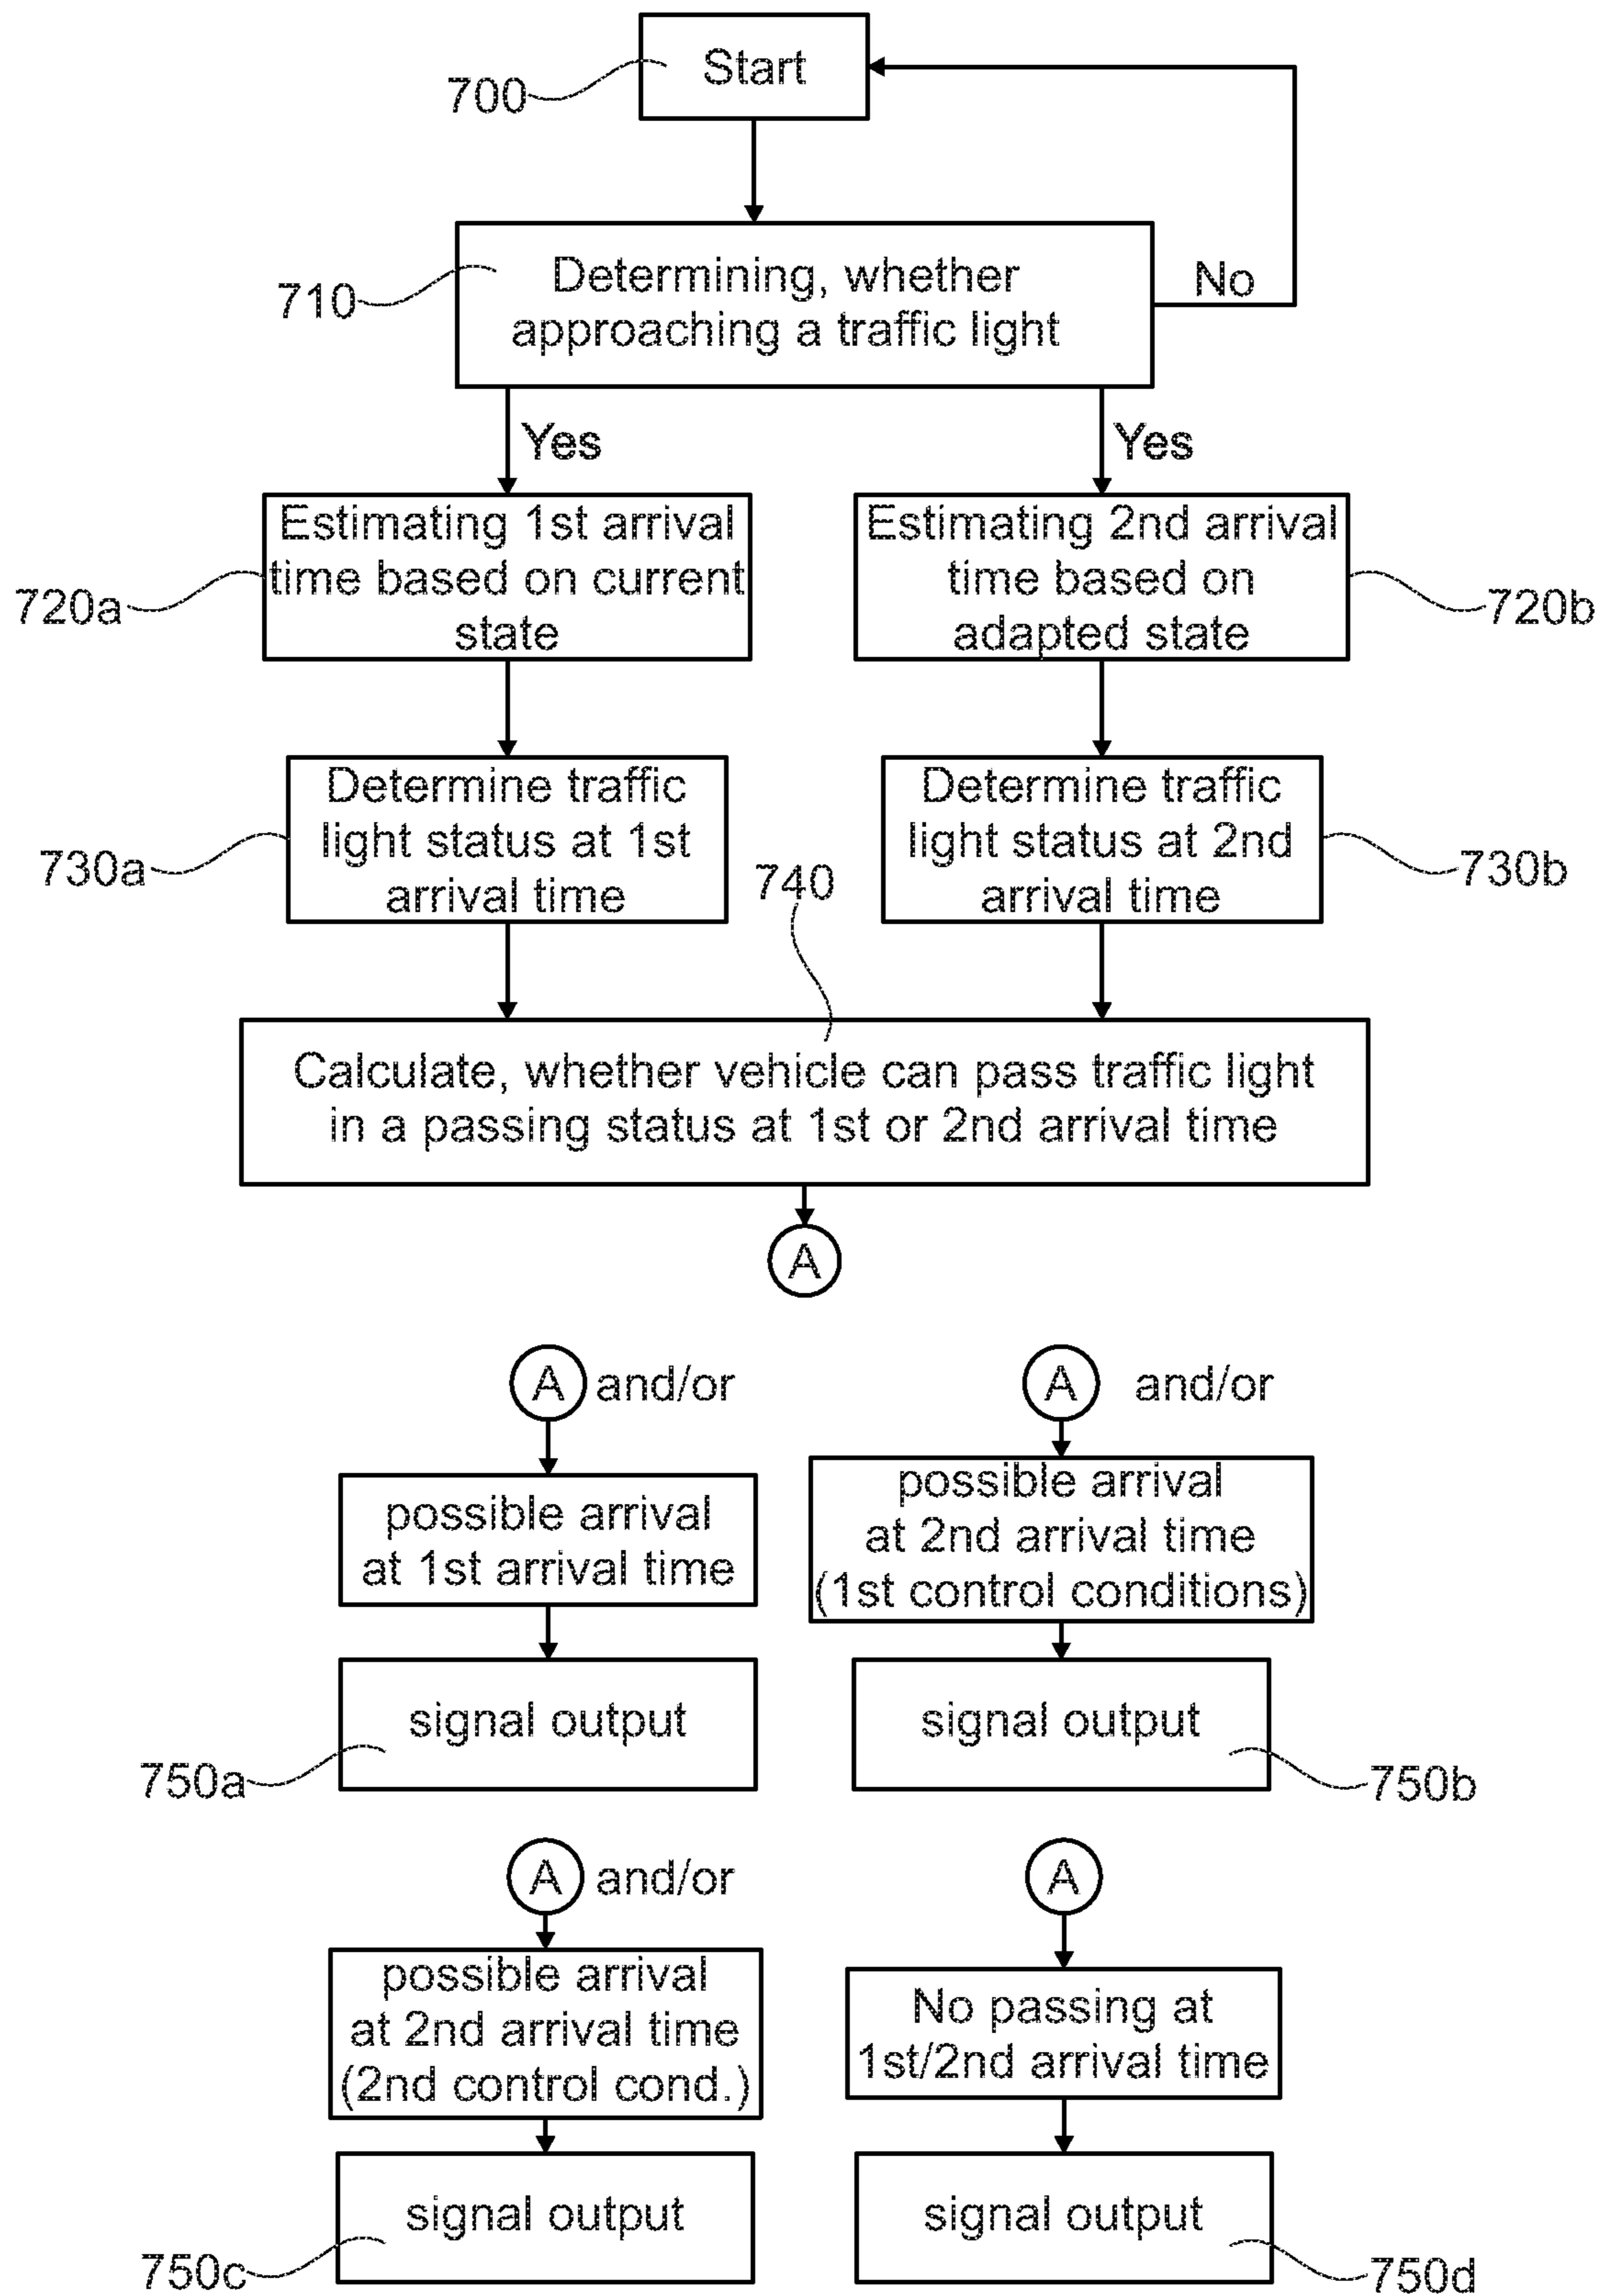 Start
700
Determining, whether
approaching a traffic light
710
No
Yes
Yes
Estimating 1st arrival
time based on current
state
720a
Estimating 2nd arrival
time based on
adapted state
720b
Determine traffic
light status at 1st
arrival time
730a
Determine traffic
light status at 2nd
arrival time
730b
740
Calculate, whether vehicle can pass traffic light
in a passing status at 1st or 2nd arrival time
A
A and/or
possible arrival
at 1st arrival time
signal output
750a
A and/or
possible arrival
at 2nd arrival time
(1st control conditions)
signal output
750b
A and/or
possible arrival
at 2nd arrival time
(2nd control cond.)
signal output
750c
A
No passing at
1st/2nd arrival time
signal output
750d